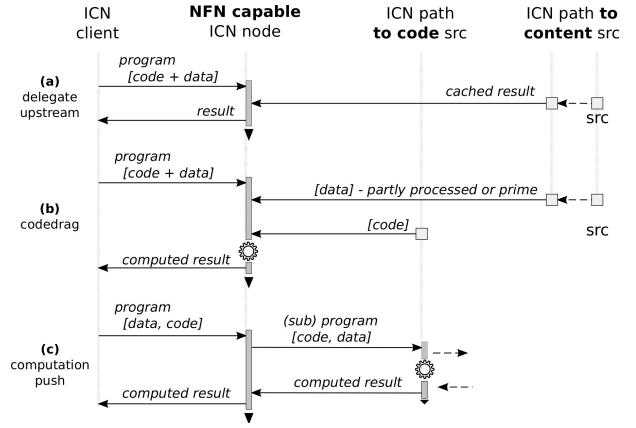 ICN
client
NFN capable
ICN node
ICN path
to code src
ICN path to
content src
(a)
delegate
upstream
program
[code + data]
cached result
result
src
(b)
codedrag
program
[code + data]
[data] - partly processed or prime
[code]
src
computed result
(c)
computation
push
program
[data, code]
(sub) program
[code, data]
computed result
computed result